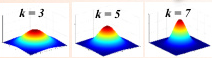 k = 3
k = 5
k = 7